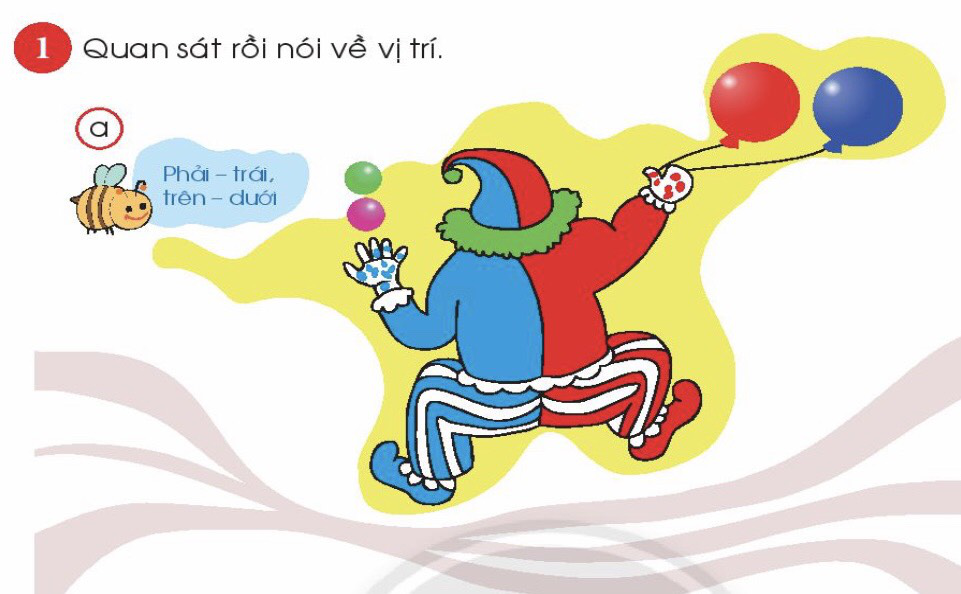 1 Quan sát rồi nói về vị trí.
a
Phải – trái,
trên – dưới